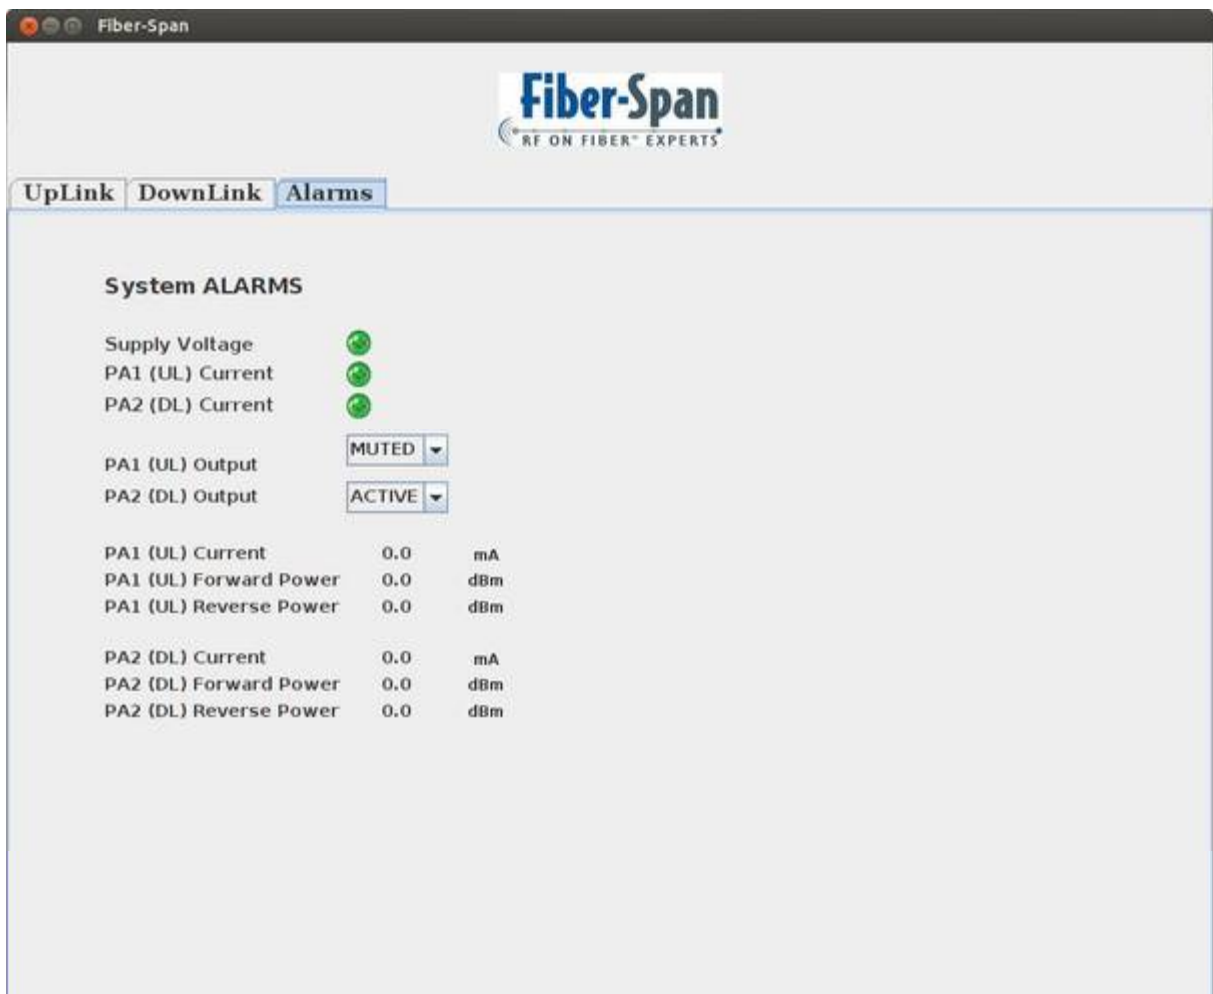 Fiber-Span
Fiber-Span
RF ON FIBER® EXPERTS
UpLink DownLink Alarms
System ALARMS
Supply Voltage
PA1 (UL) Current
PA2 (DL) Current
PA1 (UL) Output MUTED
PA2 (DL) Output ACTIVE
PA1 (UL) Current 0.0 mA
PA1 (UL) Forward Power 0.0 dBm
PA1 (UL) Reverse Power 0.0 dBm
PA2 (DL) Current 0.0 mA
PA2 (DL) Forward Power 0.0 dBm
PA2 (DL) Reverse Power 0.0 dBm